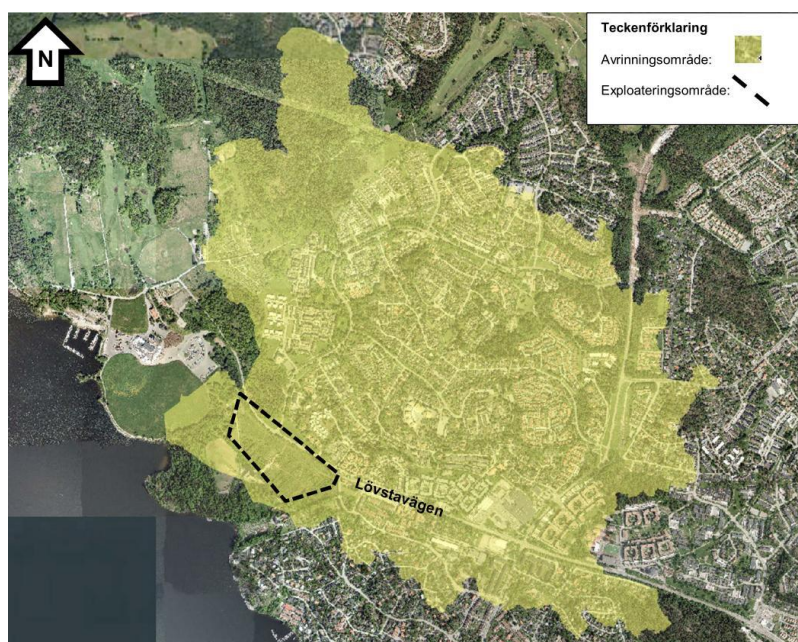 N
Teckenförklaring
Avrinningsområde:
Exploateringsområde:
Lövstavägen